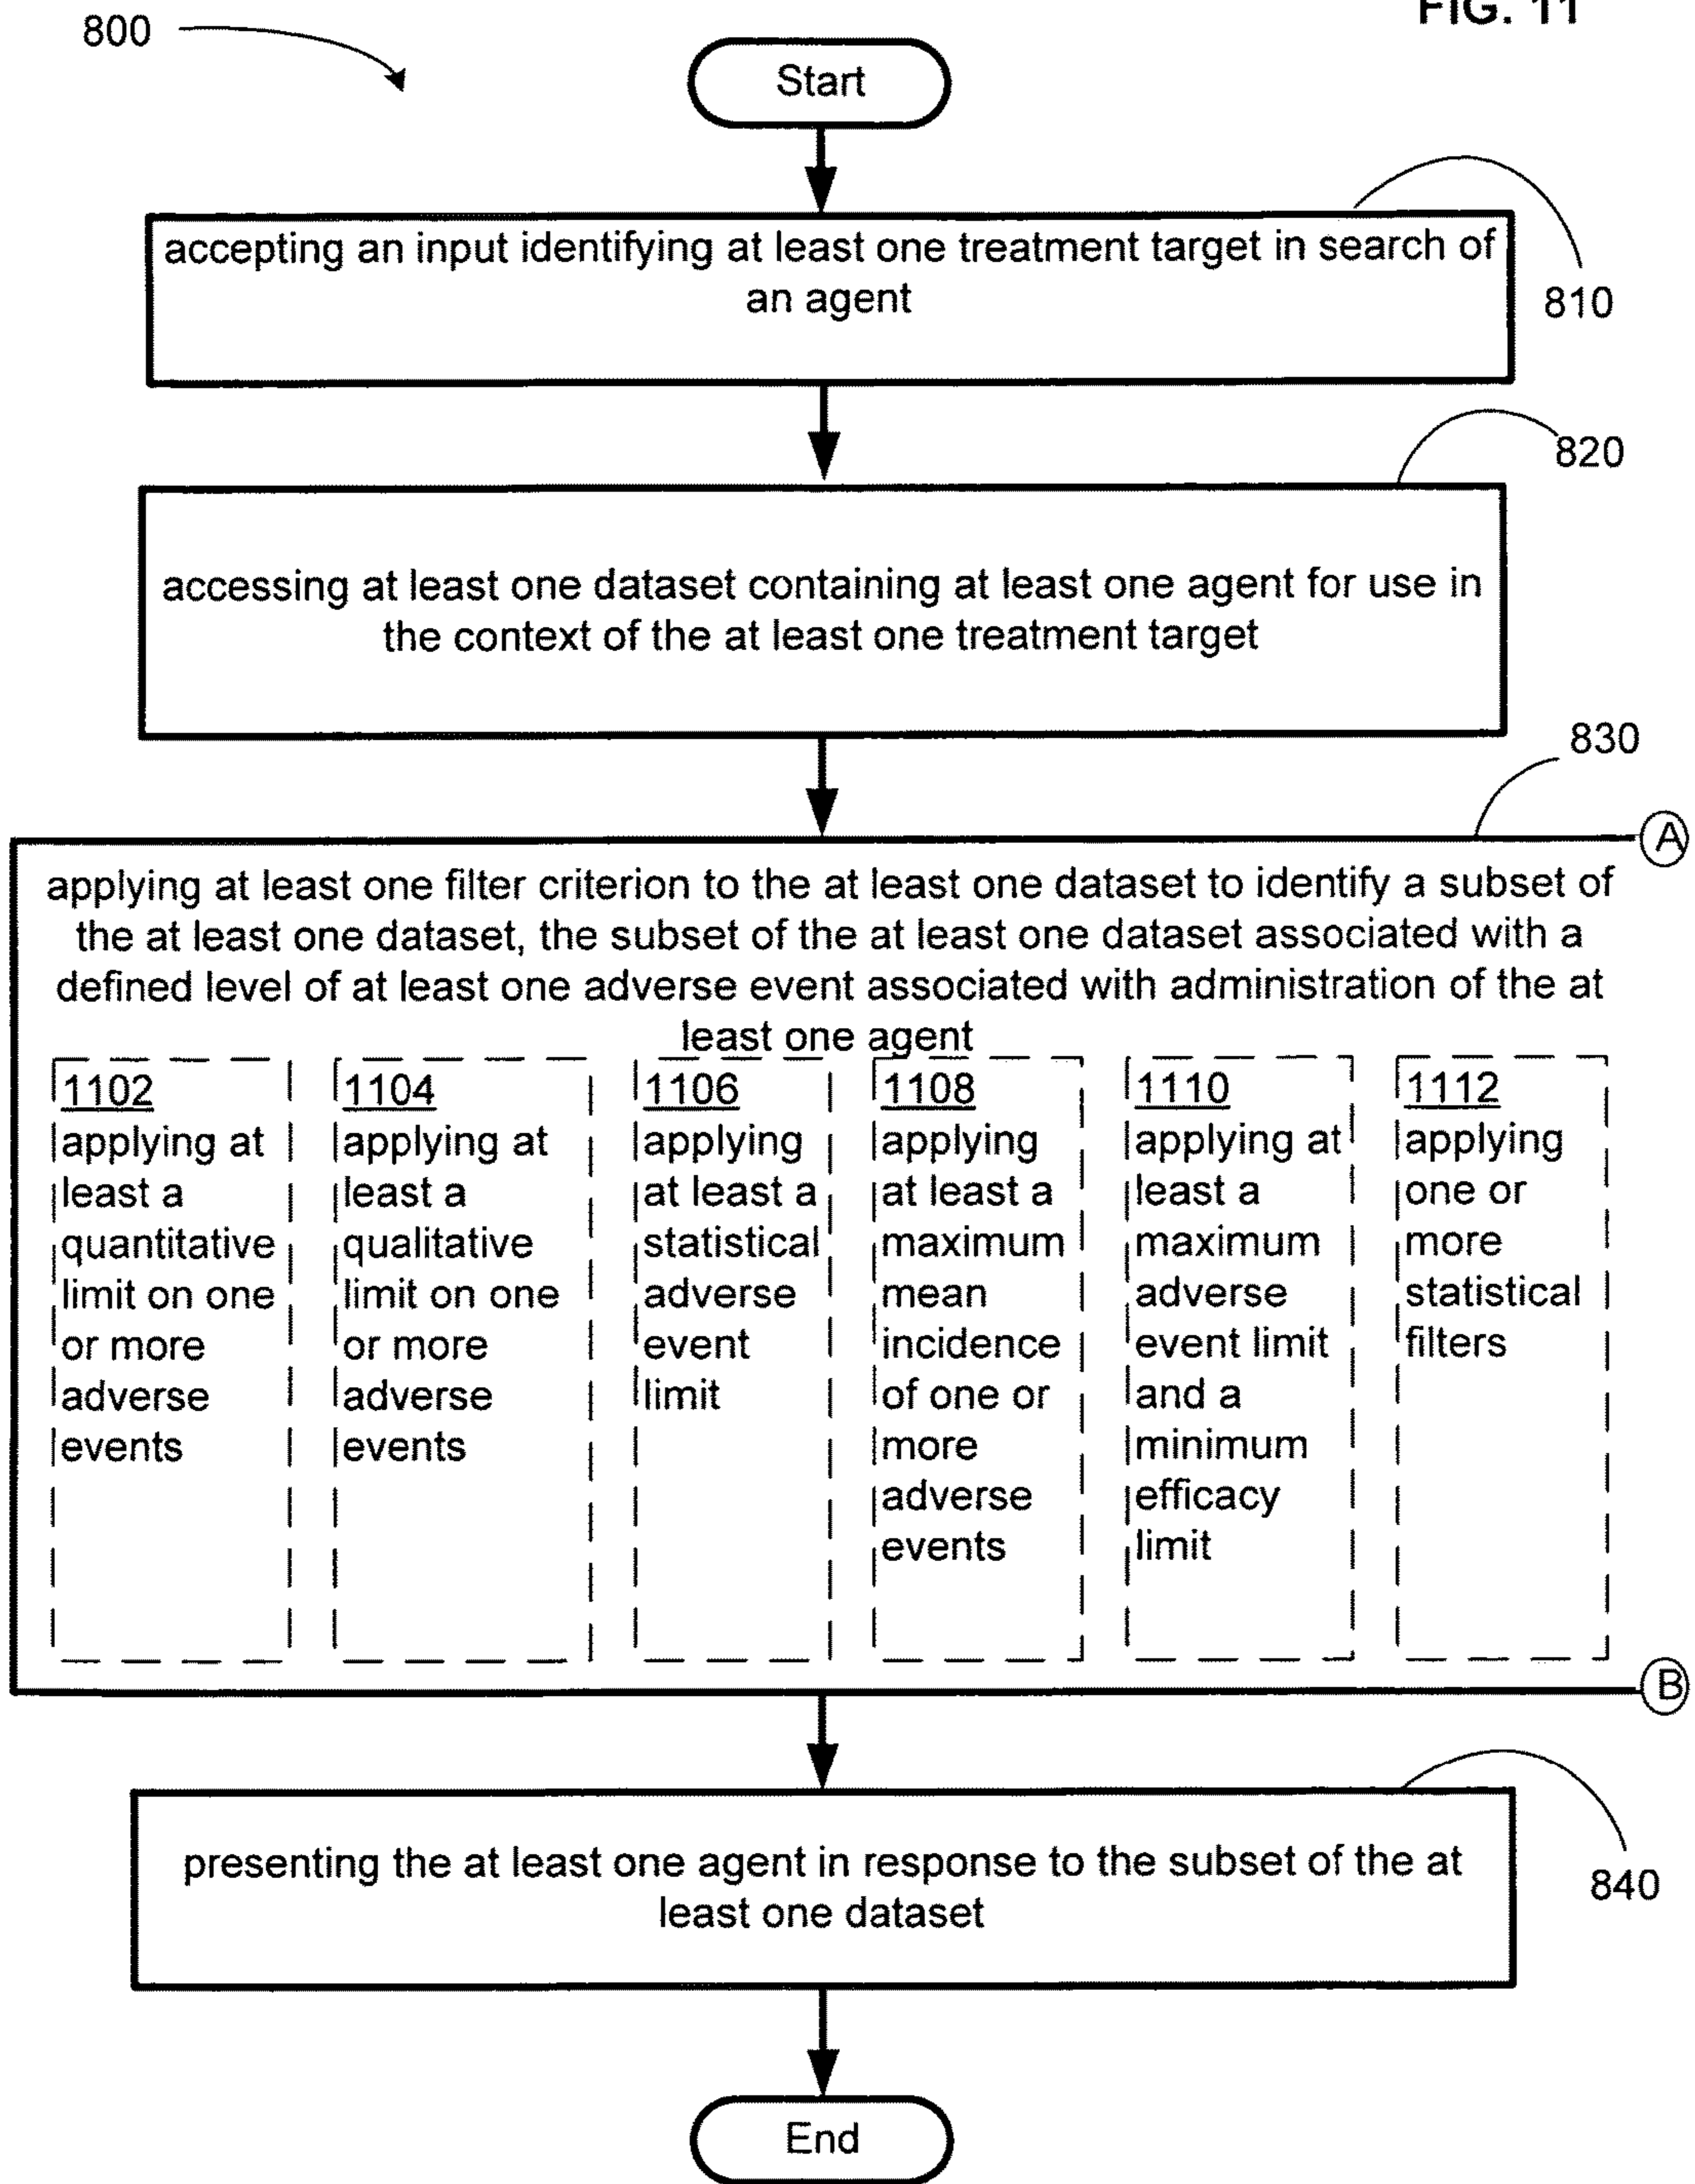 FIG. 11
800
Start
accepting an input identifying at least one treatment target in search of
an agent
810
820
accessing at least one dataset containing at least one agent for use in
the context of the at least one treatment target
830
A
applying at least one filter criterion to the at least one dataset to identify a subset of
the at least one dataset, the subset of the at least one dataset associated with a
defined level of at least one adverse event associated with administration of the at
least one agent
1102
applying at
least a
quantitative
limit on one
or more
adverse
events
1104
applying at
least a
qualitative
limit on one
or more
adverse
events
1106
applying
at least a
statistical
adverse
event
limit
1108
applying
at least a
maximum
mean
incidence
of one or
more
adverse
events
1110
applying at
least a
maximum
adverse
event limit
and a
minimum
efficacy
limit
1112
applying
one or
more
statistical
filters
B
presenting the at least one agent in response to the subset of the at
least one dataset
840
End